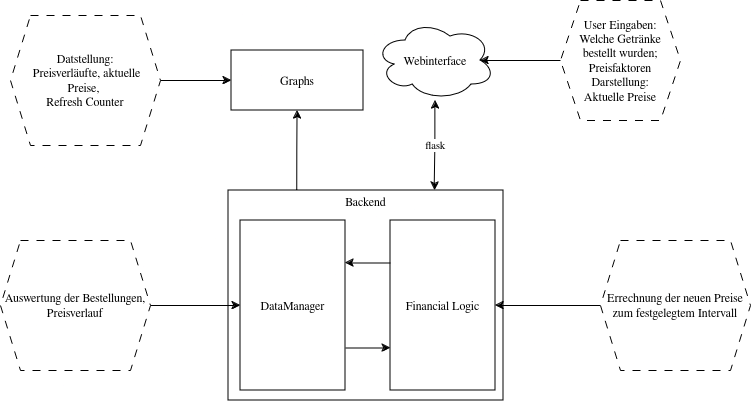 Datstellung:
Preisverläufte, aktuelle
Preise,
Refresh Counter
Graphs
Webinterface
User Eingaben:
Welche Getränke
bestellt wurden;
Preisfaktoren
Darstellung:
Aktuelle Preise
flask
Backend
Auswertung der Bestellungen,
Preisverlauf
DataManager
Financial Logic
Errechnung der neuen Preise
zum festgelegtem Intervall